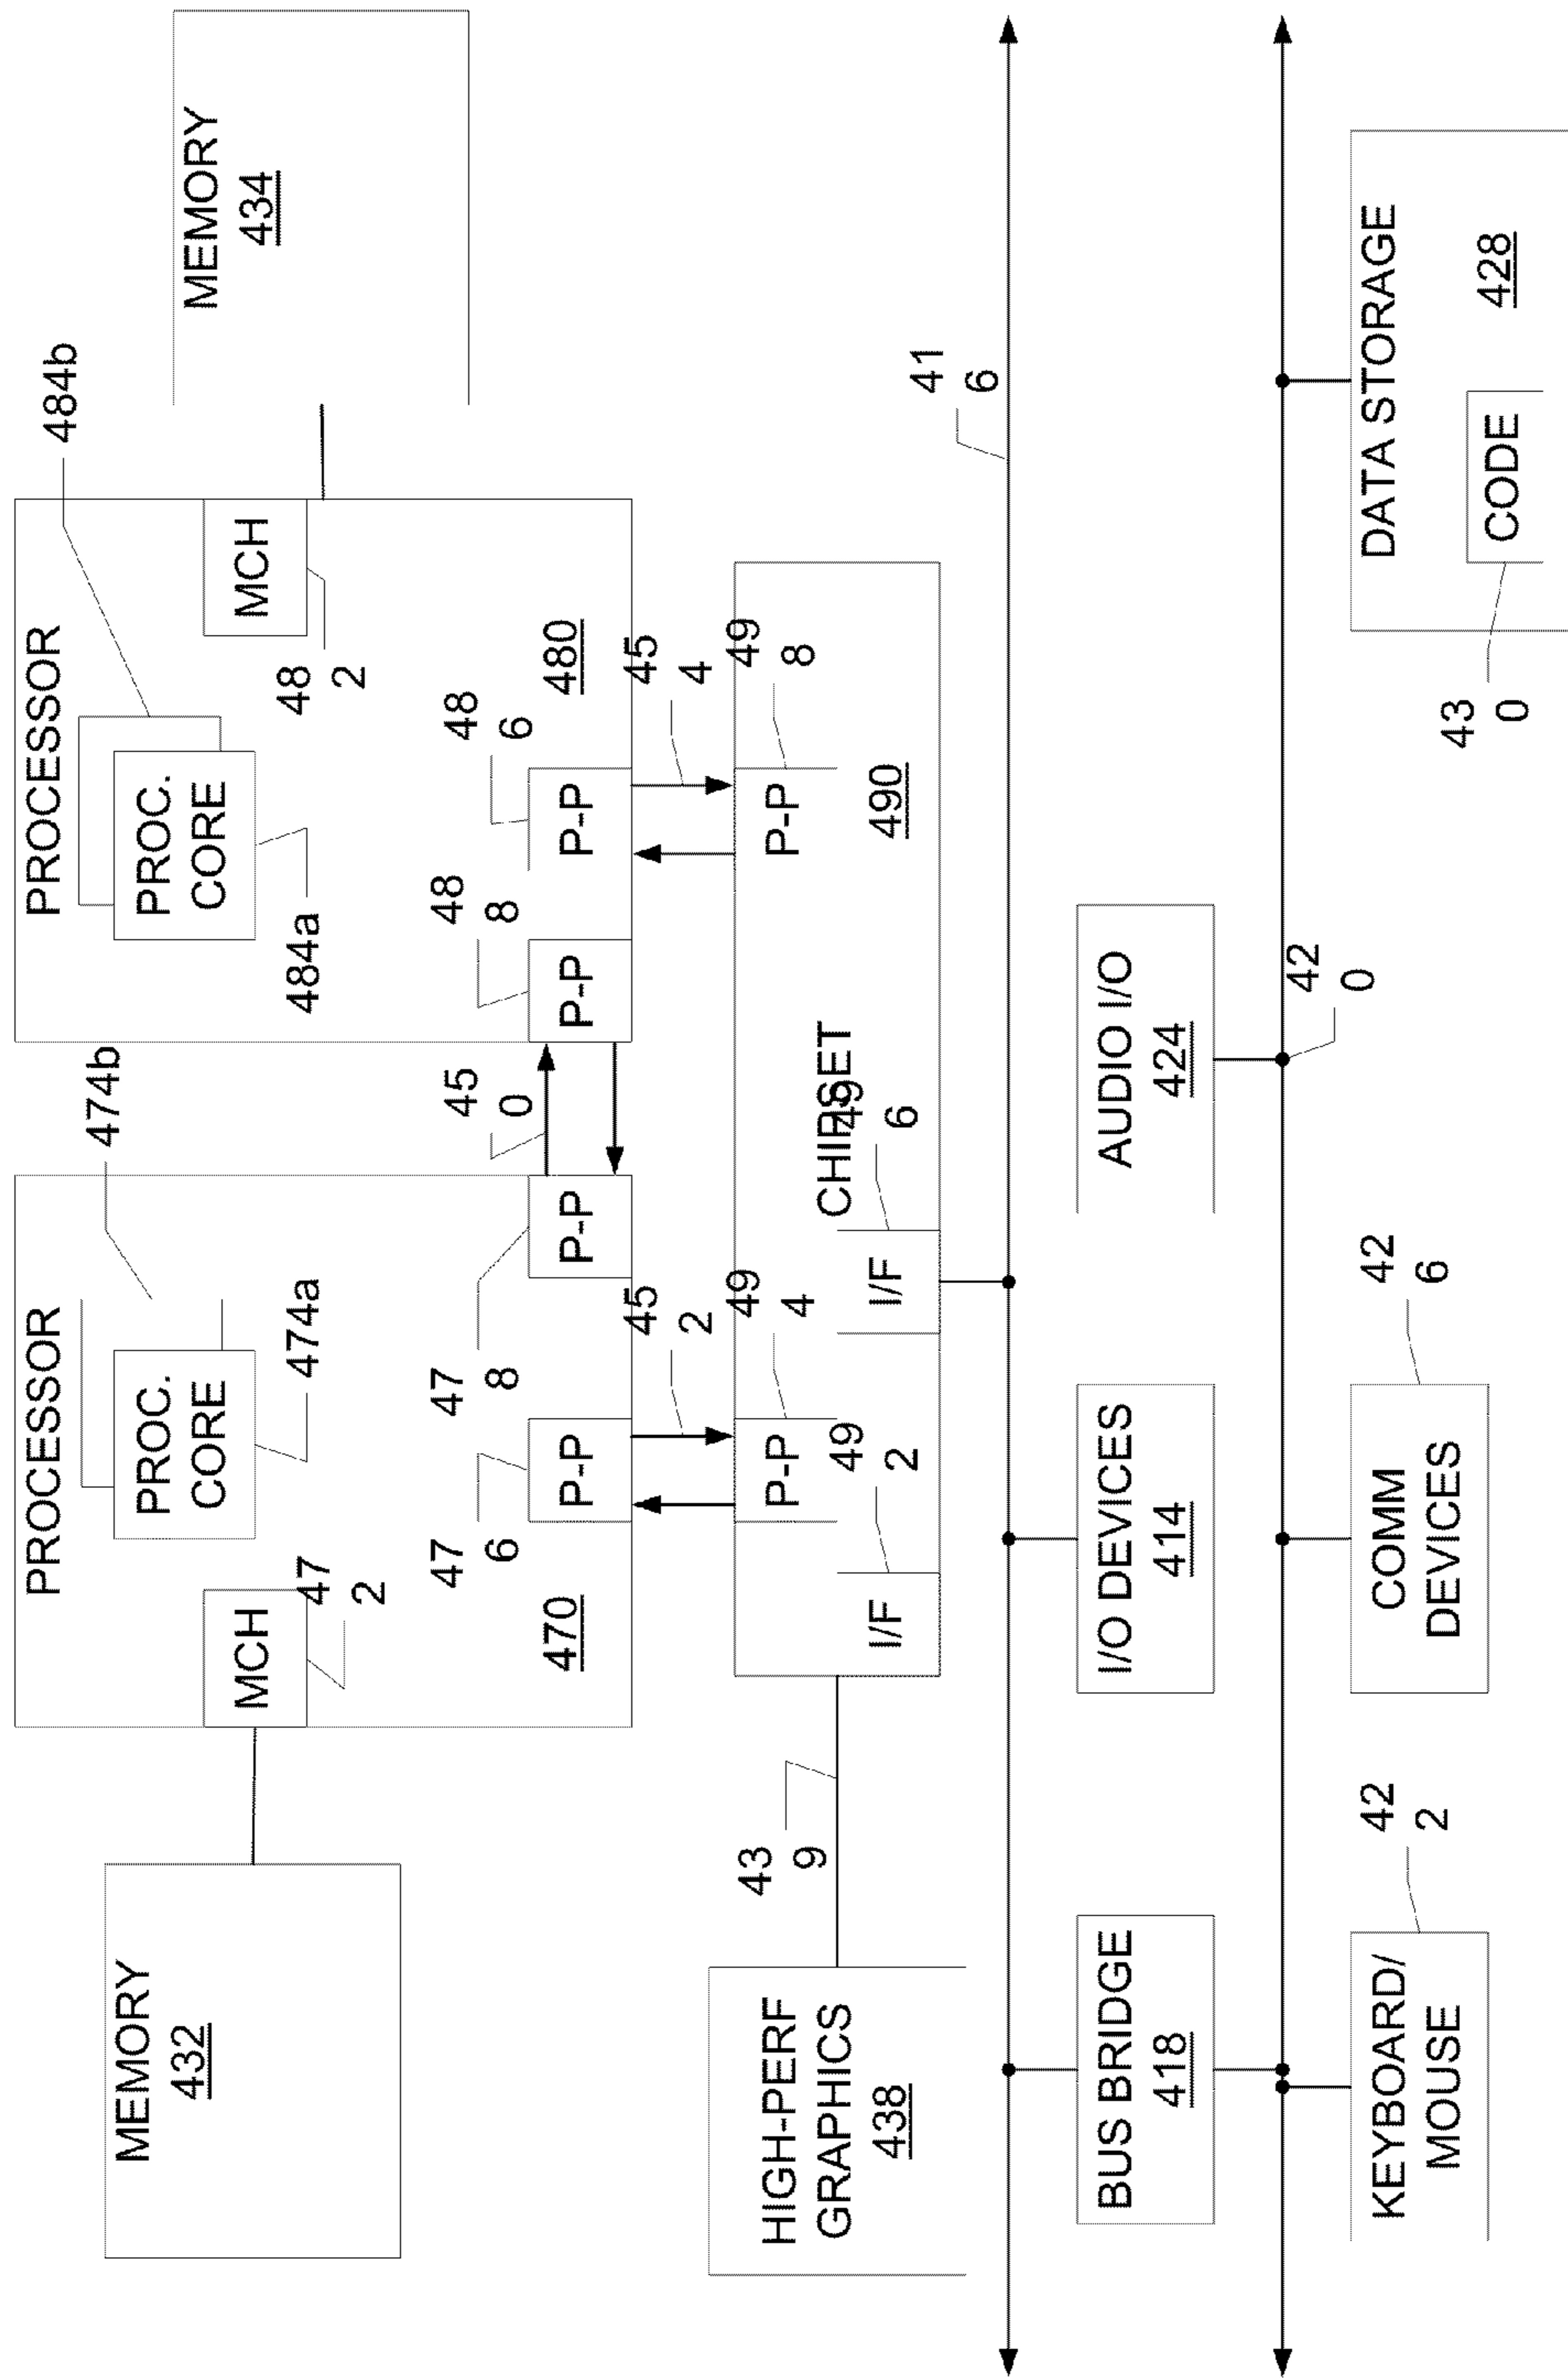 PROCESSOR
474b
PROCESSOR
484b
MEMORY
432
MCH
47
2
PROC.
CORE
474a
PROC.
CORE
484a
MCH
48
2
MEMORY
434
470
47
6
47
8
P-P
P-P
45
0
48
8
48
6
P-P
P-P
480
45
2
45
4
43
9
HIGH-PERF
GRAPHICS
438
49
4
P-P
49
2
I/F
CHIPSET
49
6
I/F
49
8
P-P
490
41
6
BUS BRIDGE
418
I/O DEVICES
414
AUDIO I/O
424
42
0
42
2
KEYBOARD/
MOUSE
42
6
COMM
DEVICES
DATA STORAGE
428
CODE
43
0